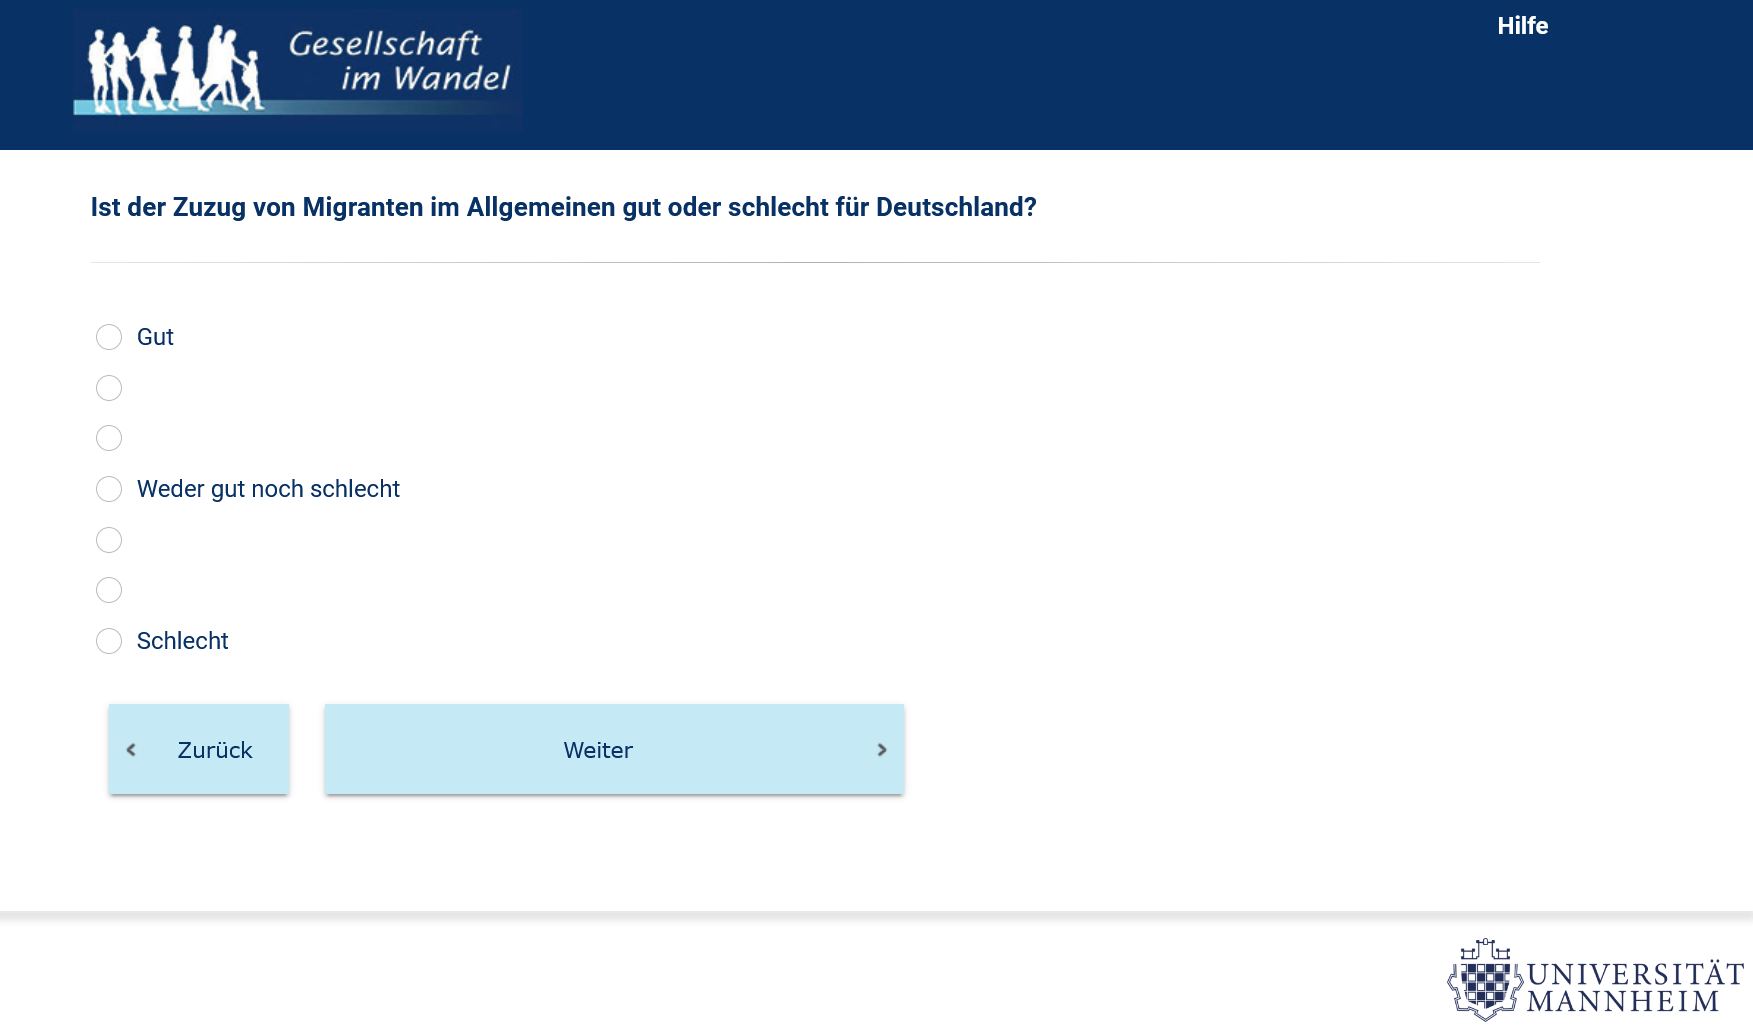 Gesellschaft
im Wandel
Hilfe
Ist der Zuzug von Migranten im Allgemeinen gut oder schlecht für Deutschland?
Gut
Weder gut noch schlecht
Schlecht
Zurück
Weiter
UNIVERSITÄT
MANNHEIM